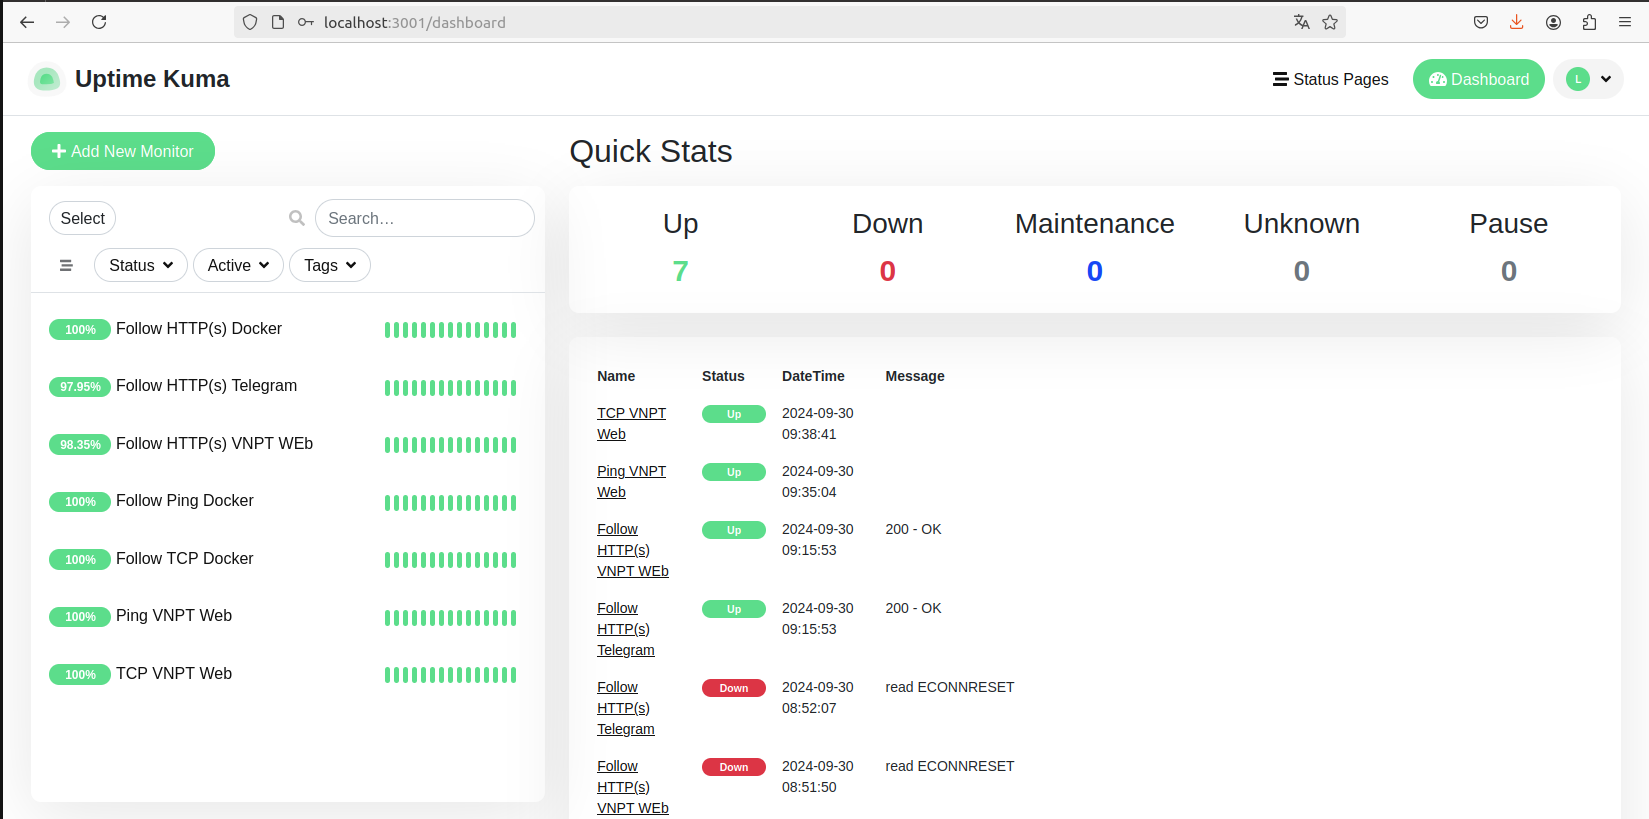 localhost:3001/dashboard
Uptime Kuma
Status Pages
Dashboard
L
Add New Monitor
Select
Search...
Status
Active
Tags
100% Follow HTTP(s) Docker
97.95% Follow HTTP(s) Telegram
98.35% Follow HTTP(s) VNPT WEb
100% Follow Ping Docker
100% Follow TCP Docker
100% Ping VNPT Web
100% TCP VNPT Web
Quick Stats
Up Down Maintenance Unknown Pause
7 0 0 0 0
Name Status DateTime Message
TCP VNPT Up 2024-09-30
Web 09:38:41
Ping VNPT Up 2024-09-30
Web 09:35:04
Follow Up 2024-09-30 200 - OK
HTTP(s) 09:15:53
VNPT WEb
Follow Up 2024-09-30 200 - OK
HTTP(s) 09:15:53
Telegram
Follow Down 2024-09-30 read ECONNRESET
HTTP(s) 08:52:07
Telegram
Follow Down 2024-09-30 read ECONNRESET
HTTP(s) 08:51:50
VNPT WEb